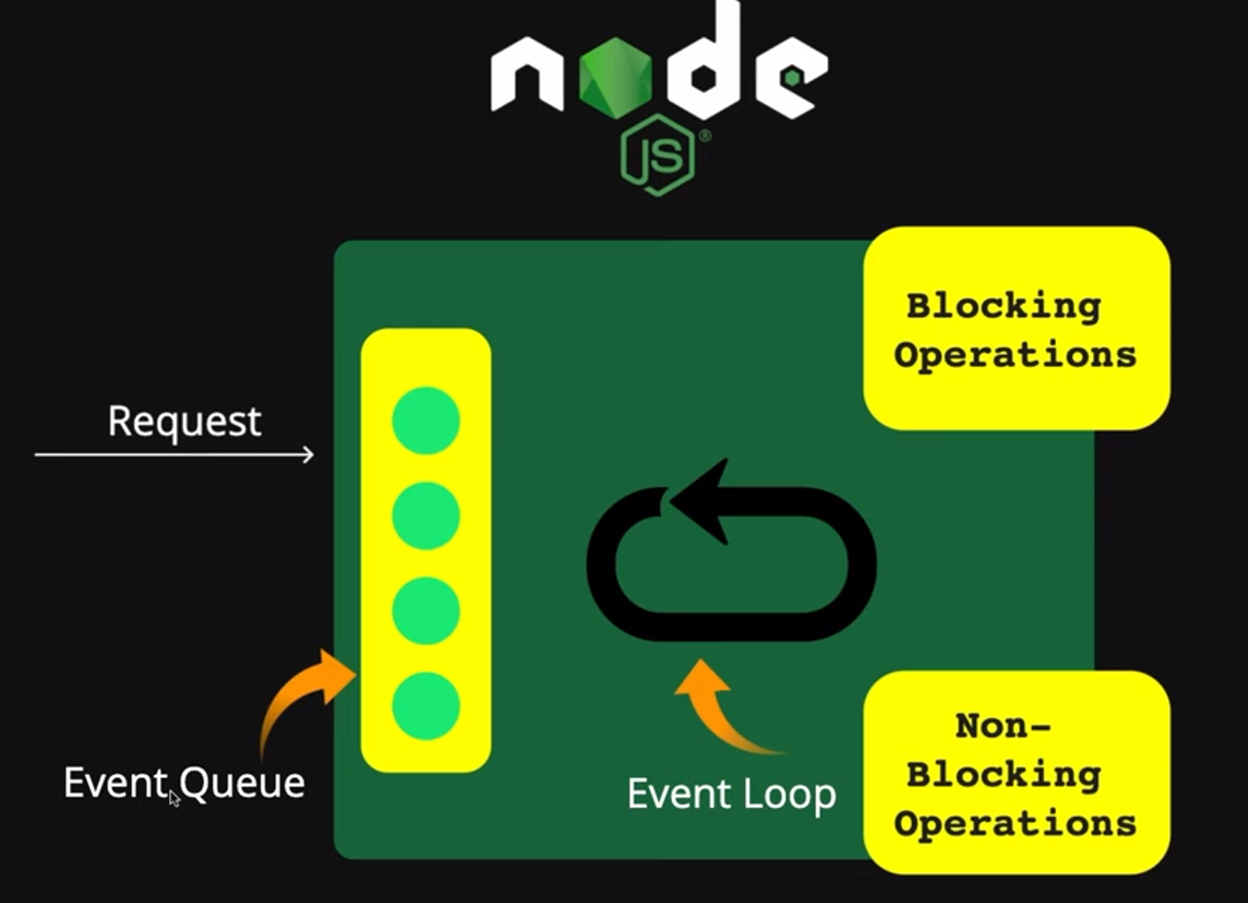 node
JS®
Blocking
Operations
Request
Event Queue
Event Loop
Non-
Blocking
Operations